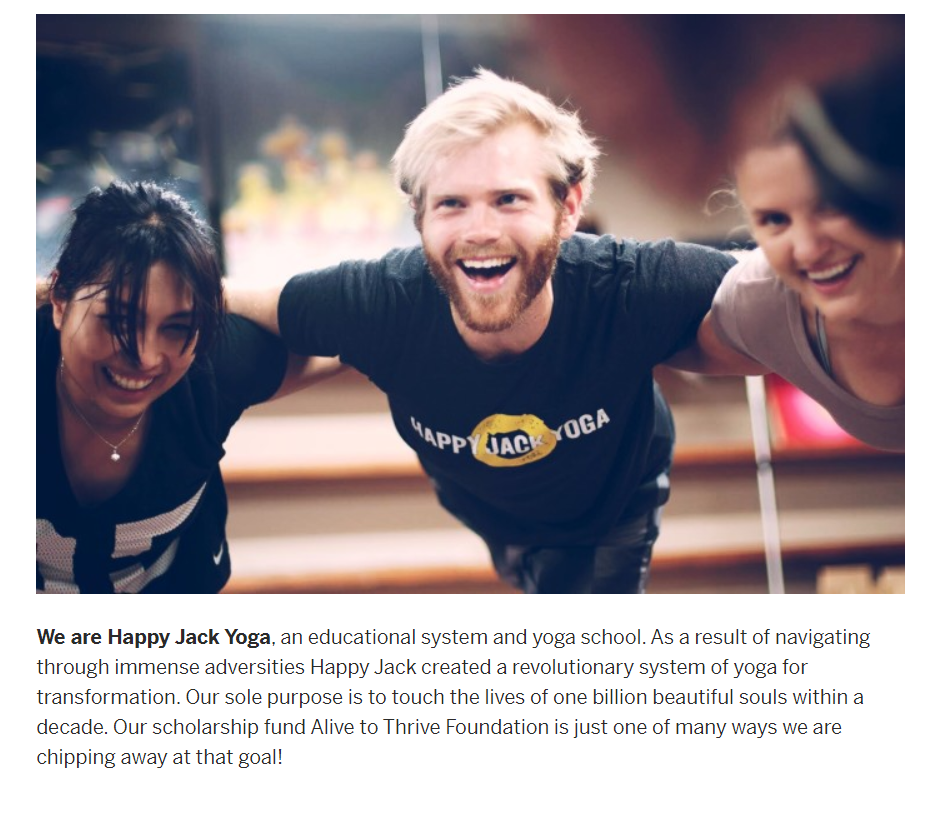 HAPPY JACK YOGA
We are Happy Jack Yoga, an educational system and yoga school. As a result of navigating
through immense adversities Happy Jack created a revolutionary system of yoga for
transformation. Our sole purpose is to touch the lives of one billion beautiful souls within a
decade. Our scholarship fund Alive to Thrive Foundation is just one of many ways we are
chipping away at that goal!